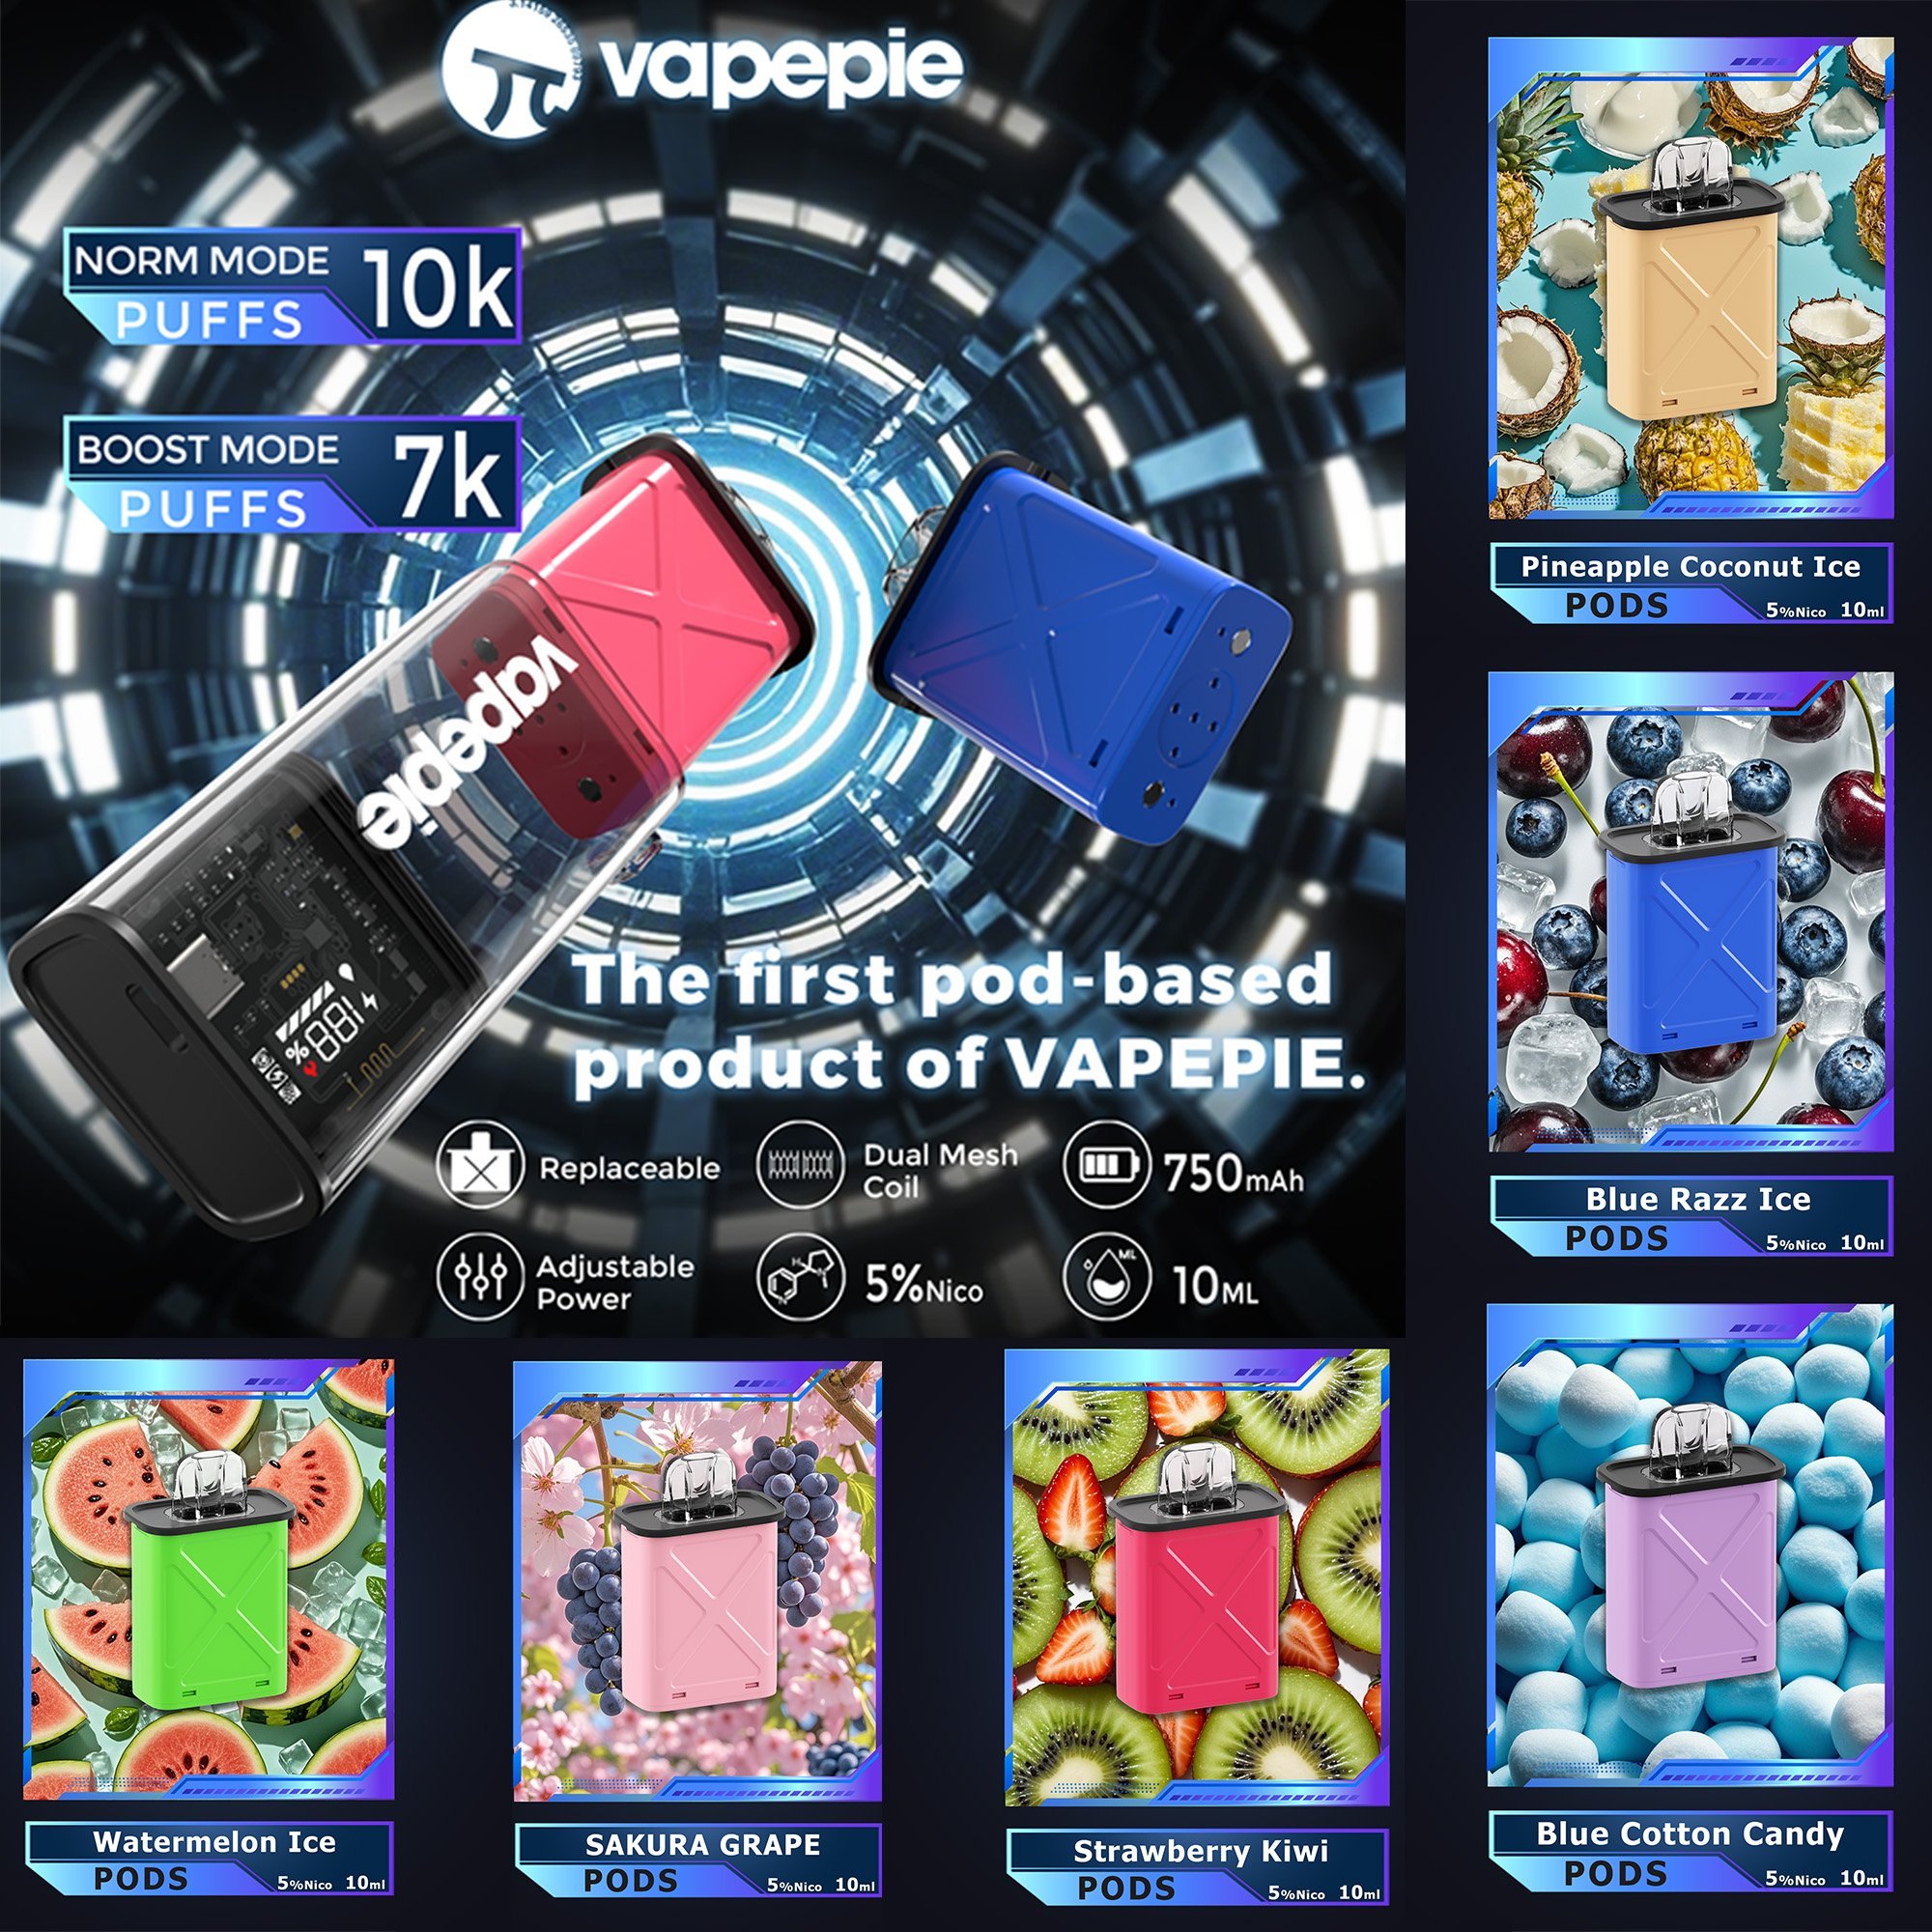 vapepie
NORM MODE
PUFFS
10k
BOOST MODE
PUFFS
7k
vapepie
%88
The first pod-based
product of VAPEPIE.
Replaceable
Dual Mesh
Coil
750mAh
Adjustable
Power
5%Nico
ML
10ML
Pineapple Coconut Ice
PODS
5%Nico 10ml
Blue Razz Ice
PODS
5%Nico 10ml
Blue Cotton Candy
PODS
5%Nico 10ml
Watermelon Ice
PODS
5%Nico 10ml
SAKURA GRAPE
PODS
5%Nico 10ml
Strawberry Kiwi
PODS
5%Nico 10ml